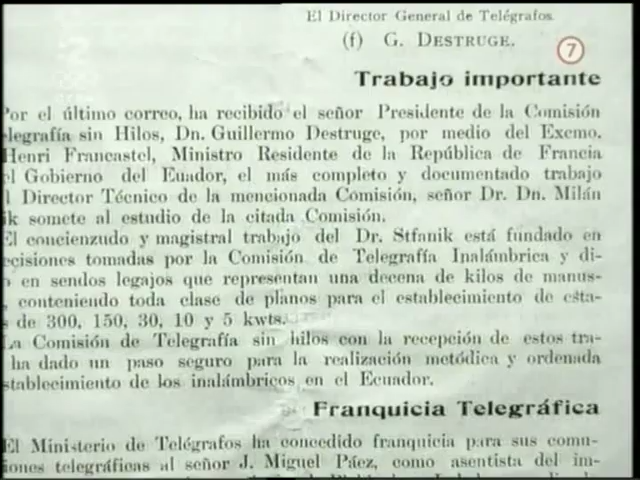 El Director General de Telégrafos
(f) G. DESTRUGE.
7
Trabajo importante
Por el último correo, ha recibido el señor Presidente de la Comisión
elegrafía sin Hilos, Dn. Guillermo Destruge, por medio del Excmo.
Henri Francastel, Ministro Residente de la República de Francia
el Gobierno del Euador, el más completo y documentado trabajo
l Director Técnico de la mencionada Comisión, señor Dr. Dn. Milán
ik somete al estudio de la citada Comisión.
El concienzudo y magistral trabajo del Dr. Stfanik está fundado en
ecisiones tomadas por la Comisión de Telegrafía Inalámbrica y di-
o en sendos legajos que representan una decena de kilos de manus-
conteniendo toda clase de planos para el establecimiento de esta-
s de 300, 150, 30, 10 y 5 kwts.
La Comisión de Telegrafía sin hilos con la recepción de estos tra-
ha dado un paso seguro para la realización metódica y ordenada
stablecimiento de los inalámbricos en el Ecuador.
Franquicia Telegráfica
El Ministerio de Telégrafos ha concedido franquicia para sus comu-
iones telegráficas al señor J. Miguel Páez, como asentista del im-